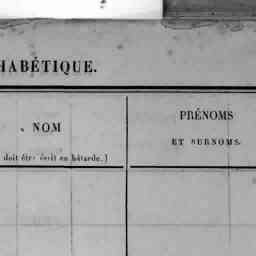 HABÉTIQUE.
NOM
doit être écrit en bâtarde.)
PRÉNOMS
ET SURNOMS.